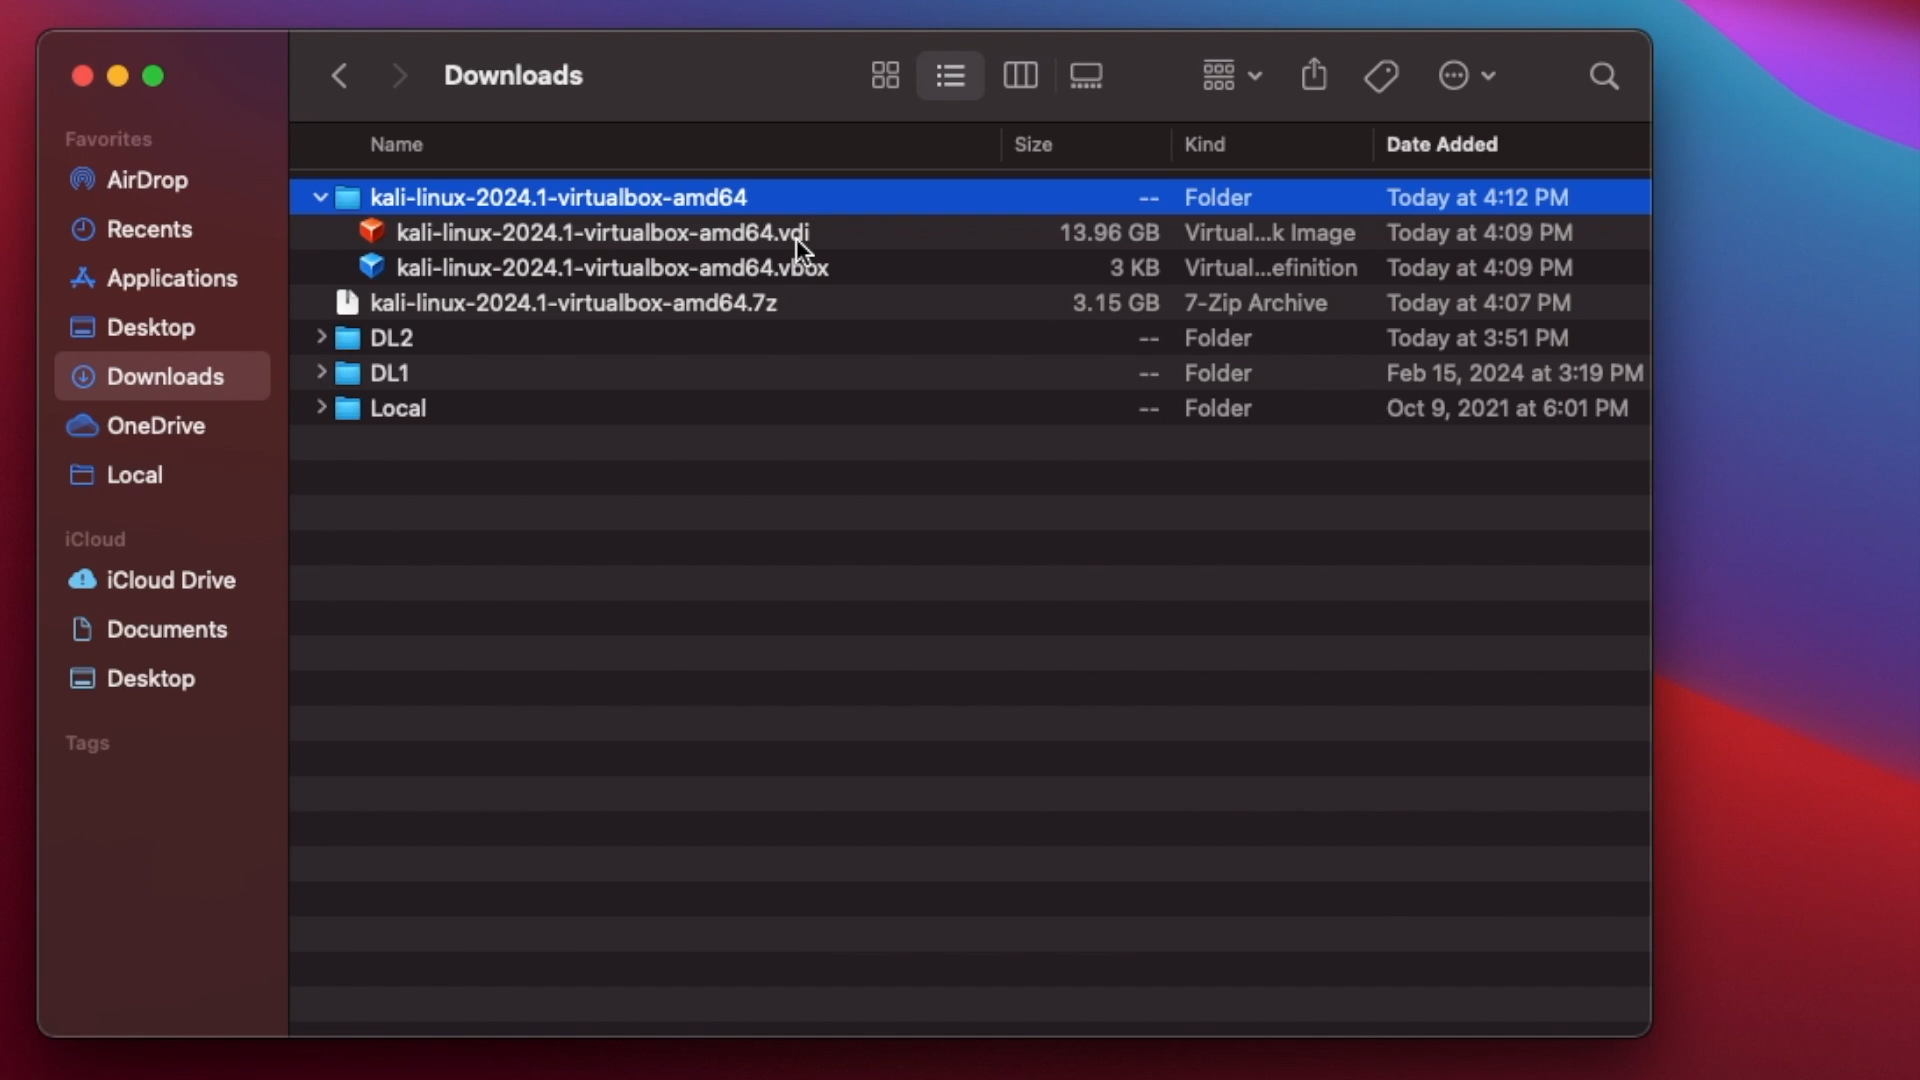 Downloads
Favorites
AirDrop
Recents
Applications
Desktop
Downloads
OneDrive
Local
iCloud
iCloud Drive
Documents
Desktop
Tags
Name Size Kind Date Added
kali-linux-2024.1-virtualbox-amd64 -- Folder Today at 4:12 PM
kali-linux-2024.1-virtualbox-amd64.vdi 13.96 GB Virtual...k Image Today at 4:09 PM
kali-linux-2024.1-virtualbox-amd64.vbox 3 KB Virtual...efinition Today at 4:09 PM
kali-linux-2024.1-virtualbox-amd64.7z 3.15 GB 7-Zip Archive Today at 4:07 PM
DL2 -- Folder Today at 3:51 PM
DL1 -- Folder Feb 15, 2024 at 3:19 PM
Local -- Folder Oct 9, 2021 at 6:01 PM